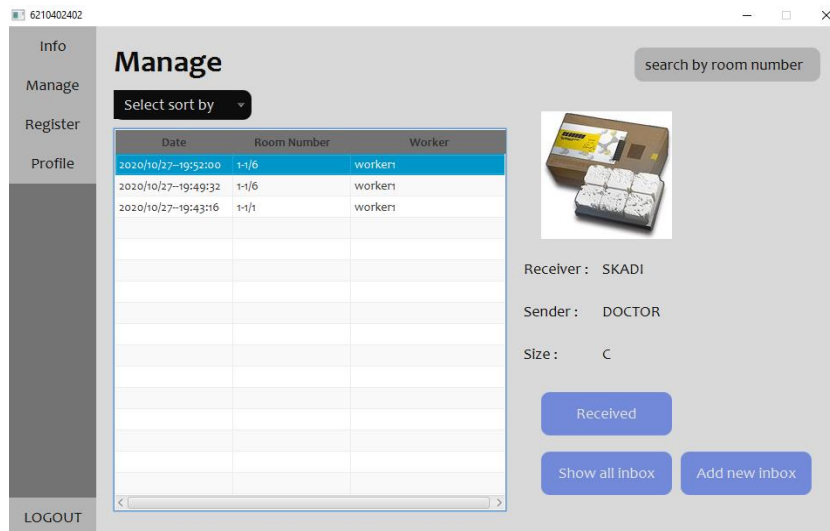 6210402402
Info
Manage
Register
Profile
LOGOUT
Manage
search by room number
Select sort by
Date Room Number Worker
2020/10/27--19:52:00 1-1/6 worker1
2020/10/27--19:49:32 1-1/6 worker1
2020/10/27--19:43:16 1-1/1 worker1
Receiver : SKADI
Sender : DOCTOR
Size : C
Received
Show all inbox
Add new inbox